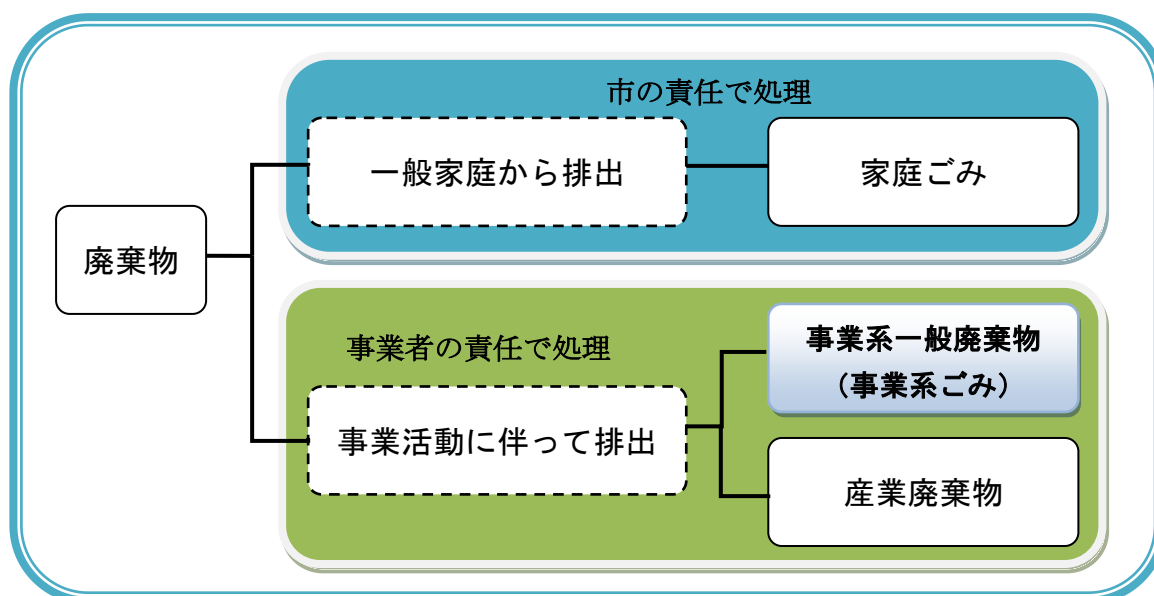 市の責任で処理
一般家庭から排出
家庭ごみ
廃棄物
事業者の責任で処理
事業活動に伴って排出
事業系一般廃棄物
（事業系ごみ）
産業廃棄物